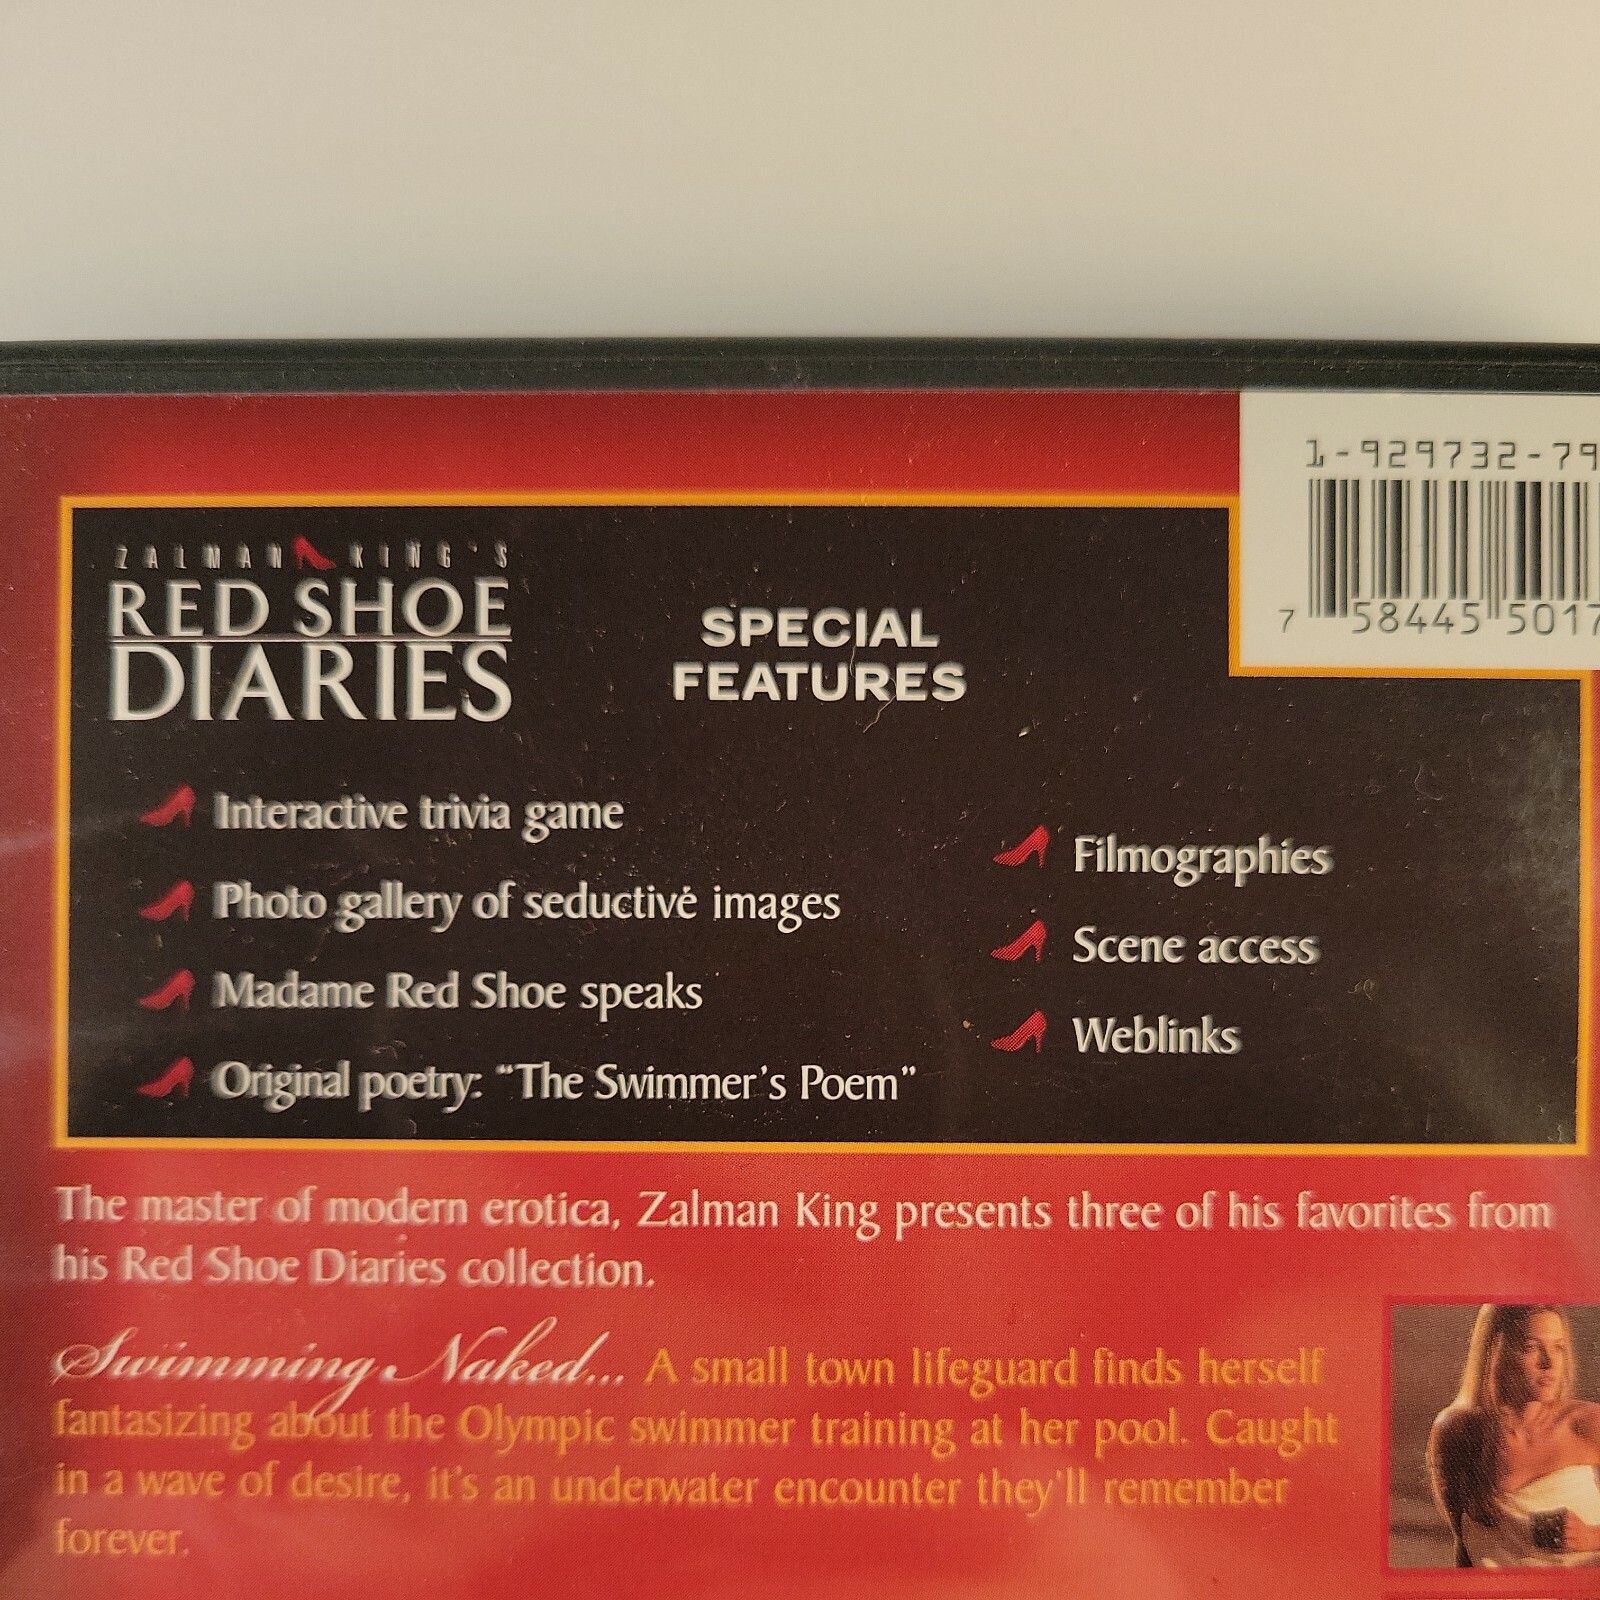 1-929732-79
7 58445 5017
ZALMAN KING'S
RED SHOE
DIARIES
SPECIAL
FEATURES
Interactive trivia game
Photo gallery of seductive images
Madame Red Shoe speaks
Original poetry: “The Swimmer’s Poem”
Filmographies
Scene access
Weblinks
The master of modern erotica, Zalman King presents three of his favorites from
his Red Shoe Diaries collection.
Swimming Naked... A small town lifeguard finds herself
fantasizing about the Olympic swimmer training at her pool. Caught
in a wave of desire, it's an underwater encounter they'll remember
forever.